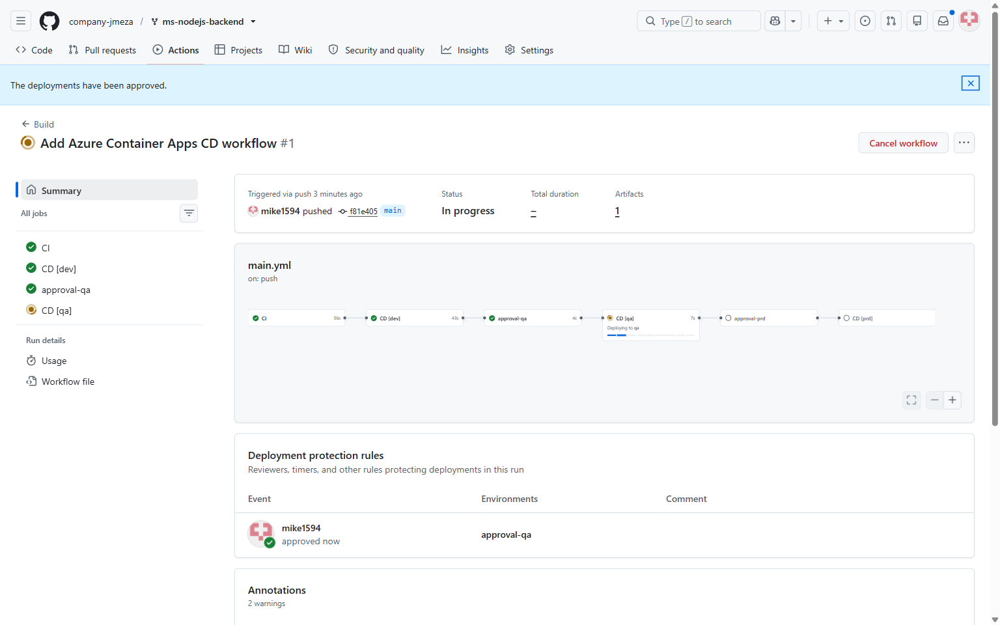 company-jmeza / ms-nodejs-backend
Type / to search
Code
Pull requests
Actions
Projects
Wiki
Security and quality
Insights
Settings
The deployments have been approved.
Build
Add Azure Container Apps CD workflow #1
Cancel workflow
Summary
All jobs
CI
CD [dev]
approval-qa
CD [qa]
Run details
Usage
Workflow file
Triggered via push 3 minutes ago
mike1594 pushed f81e405 main
Status
In progress
Total duration
–
Artifacts
1
main.yml
on: push
CI 56s
CD [dev] 43s
approval-qa 4s
CD [qa] 7s
Deploying to qa
approval-prd
CD [prd]
Deployment protection rules
Reviewers, timers, and other rules protecting deployments in this run
Event Environments Comment
mike1594
approved now
approval-qa
Annotations
2 warnings